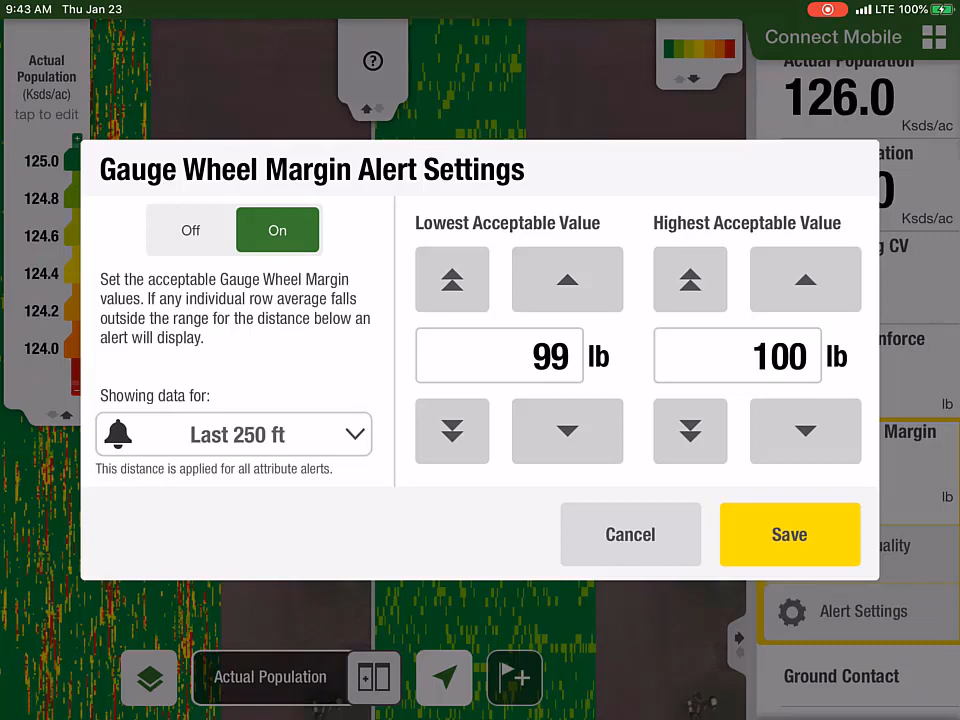 9:43 AM Thu Jan 23
LTE 100%
Actual
Population
(Ksds/ac)
tap to edit
125.0
124.8
124.6
124.4
124.2
124.0
?
Connect Mobile
Actual Population
126.0
Ksds/ac
ation
0
Ksds/ac
g CV
nforce
lb
Margin
lb
ality
Alert Settings
Ground Contact
Gauge Wheel Margin Alert Settings
Off
On
Set the acceptable Gauge Wheel Margin
values. If any individual row average falls
outside the range for the distance below an
alert will display.
Showing data for:
Last 250 ft
This distance is applied for all attribute alerts.
Lowest Acceptable Value
99 lb
Highest Acceptable Value
100 lb
Cancel
Save
Actual Population